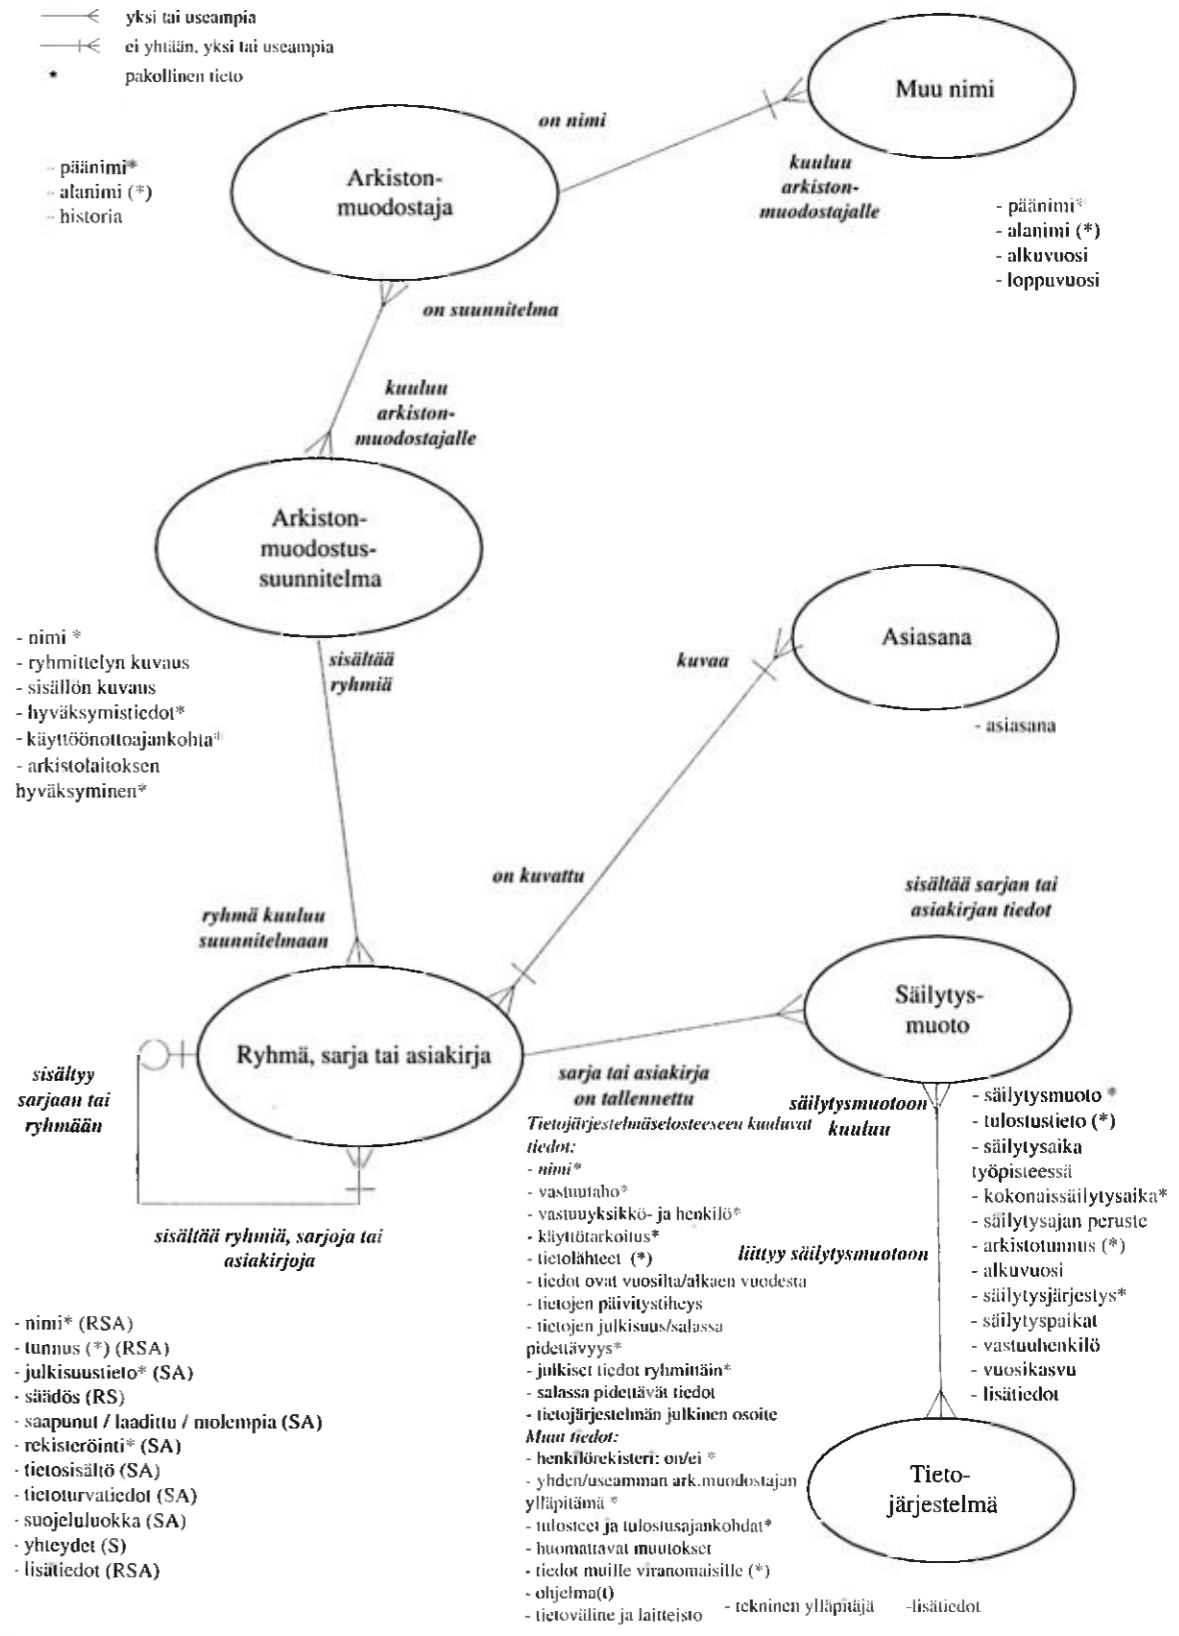 yksi tai useampia
ei yhtään, yksi tai useampia
* pakollinen tieto
Muu nimi
on nimi
Arkiston-
muodostaja
- päänimi*
- alanimi (*)
- historia
kuuluu
arkiston-
muodostajalle
- päänimi*
- alanimi (*)
- alkuvuosi
- loppuvuosi
on suunnitelma
kuuluu
arkiston-
muodostajalle
Arkiston-
muodostus-
suunnitelma
- nimi *
- ryhmittelyn kuvaus
- sisällön kuvaus
- hyväksymistiedot*
- käyttöönottoajankohta*
- arkistolaitoksen
hyväksyminen*
sisältää
ryhmiä
kuvaa
Asiasana
- asiasana
on kuvattu
sisältää sarjan tai
asiakirjan tiedot
ryhmä kuuluu
suunnitelmaan
Säilytys-
muoto
Ryhmä, sarja tai asiakirja
sisältyy
sarjaan tai
ryhmään
sarja tai asiakirja
on tallennettu
säilytysmuotoon
kuuluu
- säilytysmuoto *
- tulostustieto (*)
- säilytysaika
työpisteessä
- kokonaissäilytysaika*
- säilytysajan peruste
- arkistotunnus (*)
- alkuvuosi
- säilytysjärjestys*
- säilytyspaikat
- vastuuhenkilö
- vuosikasvu
- lisätiedot
sisältää ryhmiä, sarjoja tai
asiakirjoja
liittyy säilytysmuotoon
Tietojärjestelmäselosteeseen kuuluvat
tiedot:
- nimi*
- vastuutaho*
- vastuuyksikkö- ja henkilö*
- käyttötarkoitus*
- tietolähteet (*)
- tiedot ovat vuosilta/alkaen vuodesta
- tietojen päivitystiheys
- tietojen julkisuus/salassa
pidettävyys*
- julkiset tiedot ryhmittäin*
- salassa pidettävät tiedot
- tietojärjestelmän julkinen osoite
Muut tiedot:
- henkilörekisteri: on/ei *
- yhden/useamman ark.muodostajan
ylläpitämä *
- tulosteet ja tulostusajankohdat*
- huomattavat muutokset
- tiedot muille viranomaisille (*)
- ohjelma(t)
- tietoväline ja laitteisto
- tekninen ylläpitäjä
-lisätiedot
Tieto-
järjestelmä
- nimi* (RSA)
- tunnus (*) (RSA)
- julkisuustieto* (SA)
- säädös (RS)
- saapunut / laadittu / molempia (SA)
- rekisteröinti* (SA)
- tietosisältö (SA)
- tietoturvatiedot (SA)
- suojeluluokka (SA)
- yhteydet (S)
- lisätiedot (RSA)